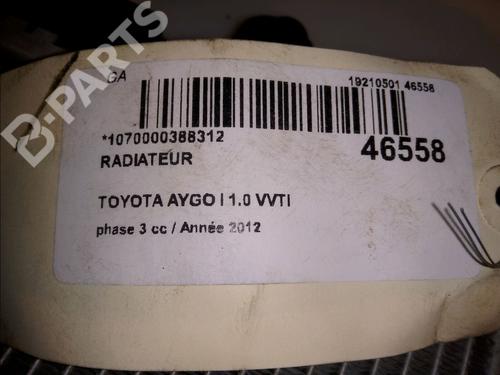 B-PARTS
GA
19210501 46558
*1070000388312
46558
RADIATEUR
TOYOTA AYGO I 1.0 VVTI
phase 3 cc / Année 2012